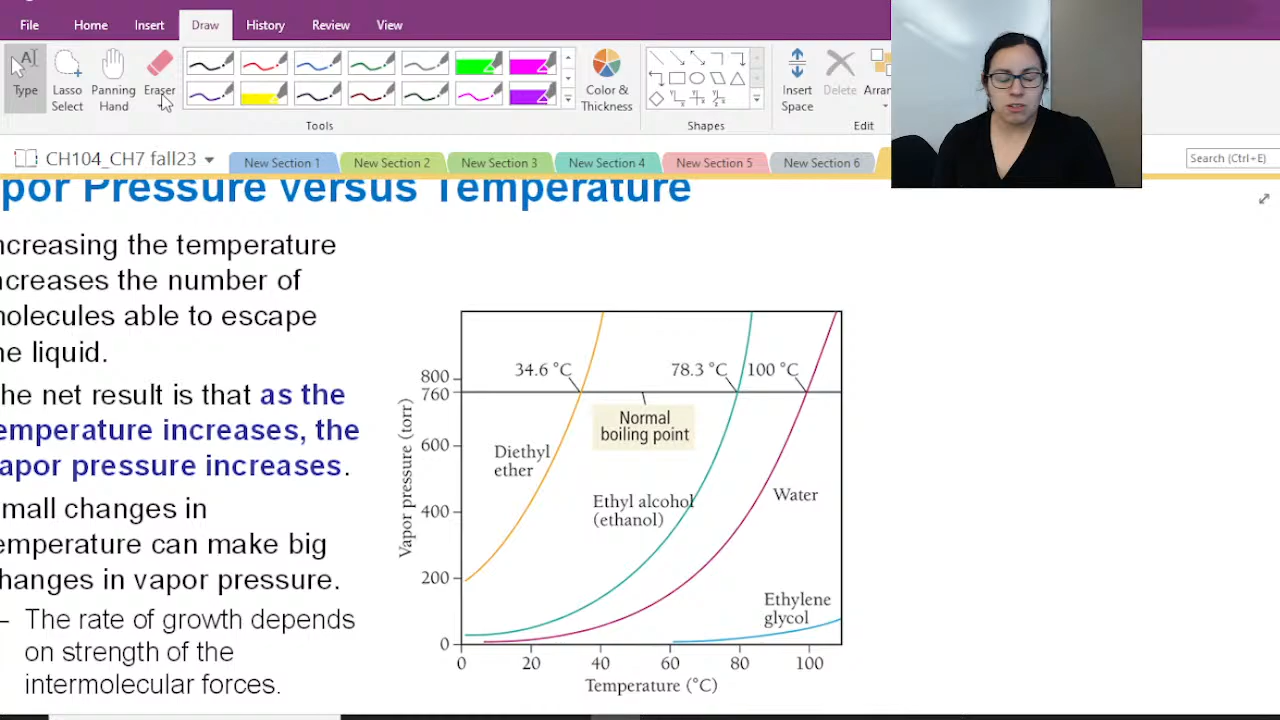 File Home Insert Draw History Review View
Type Lasso Select Panning Hand Eraser Color & Thickness Insert Space Delete Arran
Tools Shapes Edit
CH104_CH7 fall23 New Section 1 New Section 2 New Section 3 New Section 4 New Section 5 New Section 6 Search (Ctrl+E)
por Pressure versus Temperature
ncreasing the temperature
ncreases the number of
nolecules able to escape
he liquid.
he net result is that as the
emperature increases, the
vapor pressure increases.
mall changes in
emperature can make big
hanges in vapor pressure.
– The rate of growth depends
on strength of the
intermolecular forces.
34.6 °C 78.3 °C 100 °C
800
760
600
400
200
0
Vapor pressure (torr)
Normal
boiling point
Diethyl
ether
Ethyl alcohol
(ethanol)
Water
Ethylene
glycol
0 20 40 60 80 100
Temperature (°C)